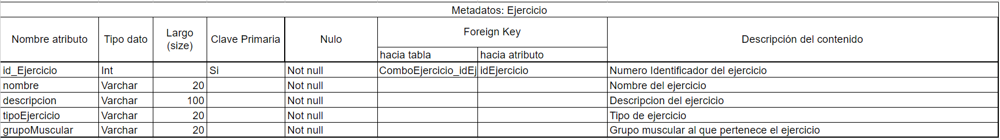 Metadatos: Ejercicio
Nombre atributo Tipo dato Largo (size) Clave Primaria Nulo Foreign Key Descripción del contenido
hacia tabla hacia atributo
id_Ejercicio Int Si Not null ComboEjercicio_idEj idEjercicio Numero Identificador del ejercicio
nombre Varchar 20 Not null Nombre del ejercicio
descripcion Varchar 100 Not null Descripcion del ejercicio
tipoEjercicio Varchar 20 Not null Tipo de ejercicio
grupoMuscular Varchar 20 Not null Grupo muscular al que pertenece el ejercicio